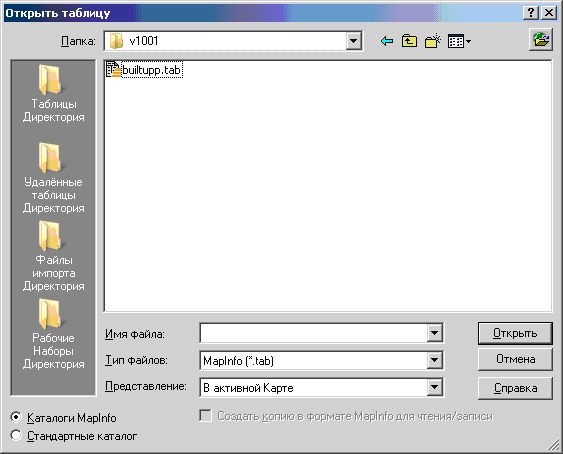 Открыть таблицу
Папка: v1001
builtupp.tab
Таблицы
Директория
Удалённые
таблицы
Директория
Файлы
импорта
Директория
Рабочие
Наборы
Директория
Имя файла:
Открыть
Тип файлов: MapInfo (*.tab)
Отмена
Представление: В активной Карте
Справка
Каталоги MapInfo
Создать копию в формате MapInfo для чтения/записи
Стандартные каталог